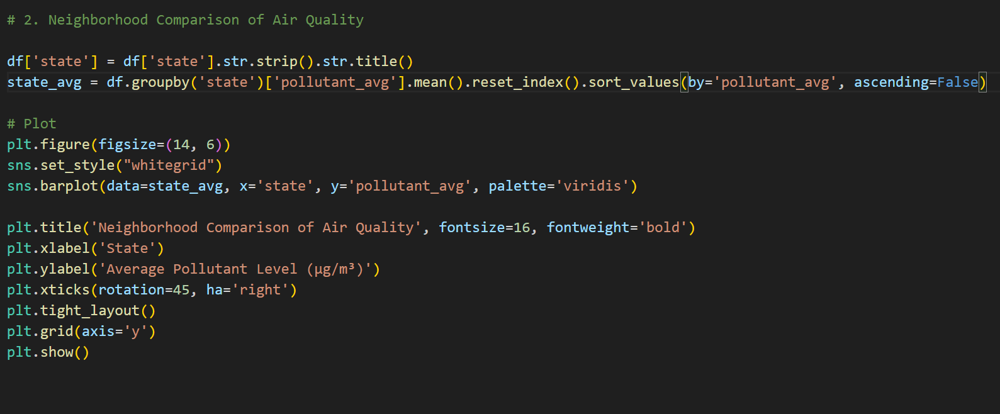 # 2. Neighborhood Comparison of Air Quality
df['state'] = df['state'].str.strip().str.title()
state_avg = df.groupby('state')['pollutant_avg'].mean().reset_index().sort_values(by='pollutant_avg', ascending=False)
# Plot
plt.figure(figsize=(14, 6))
sns.set_style("whitegrid")
sns.barplot(data=state_avg, x='state', y='pollutant_avg', palette='viridis')
plt.title('Neighborhood Comparison of Air Quality', fontsize=16, fontweight='bold')
plt.xlabel('State')
plt.ylabel('Average Pollutant Level (µg/m³)')
plt.xticks(rotation=45, ha='right')
plt.tight_layout()
plt.grid(axis='y')
plt.show()